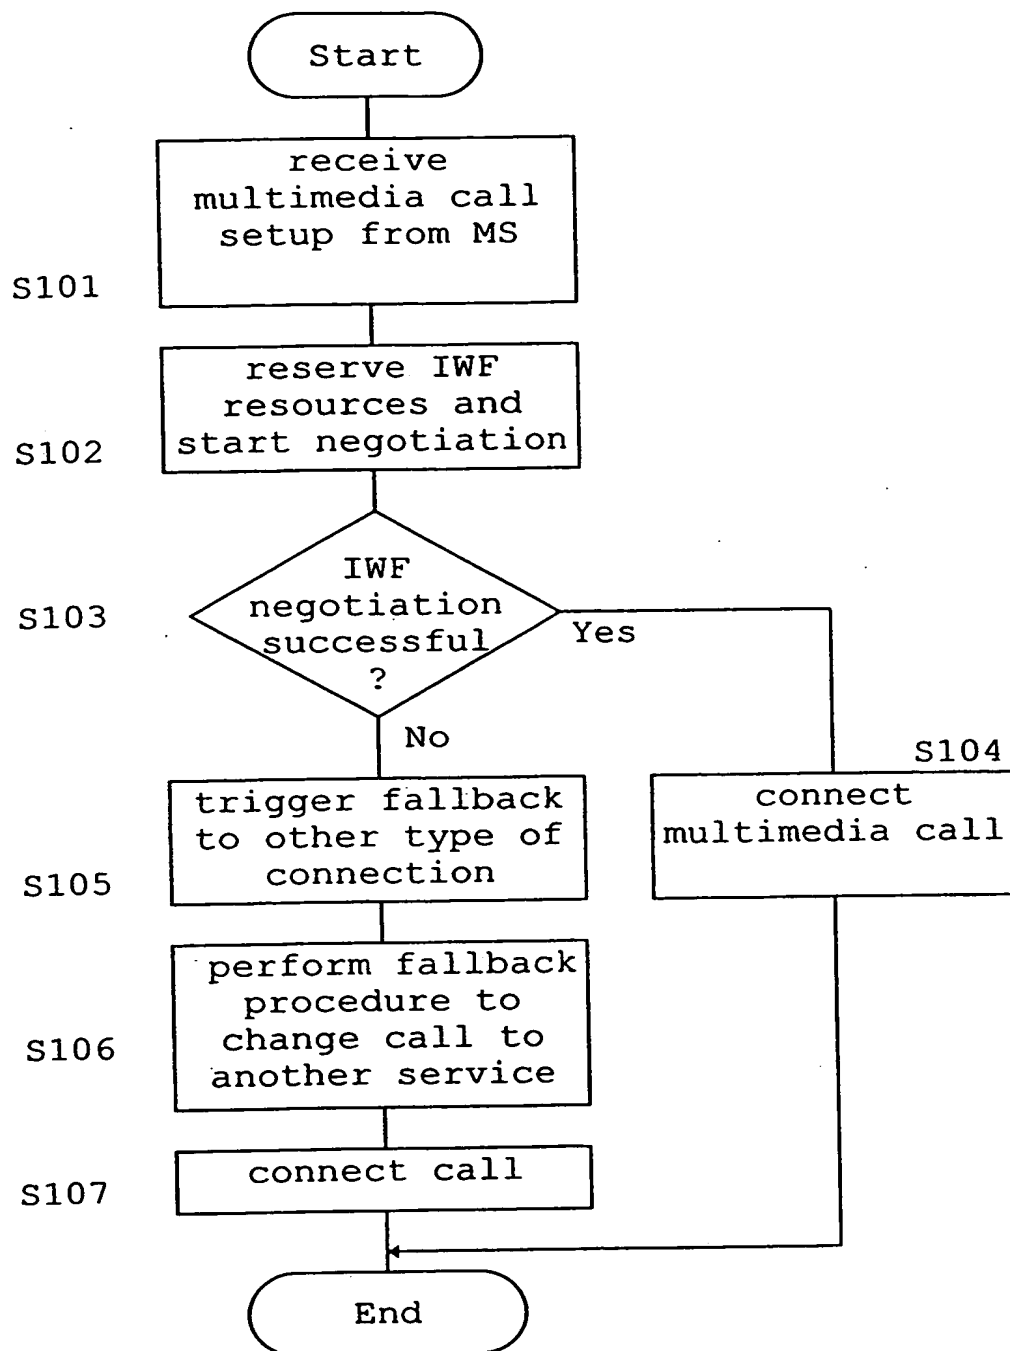 Start
receive
multimedia call
setup from MS
S101
reserve IWF
resources and
start negotiation
S102
IWF
negotiation
successful
?
S103
Yes
No
S104
connect
multimedia call
trigger fallback
to other type of
connection
S105
perform fallback
procedure to
change call to
another service
S106
connect call
S107
End